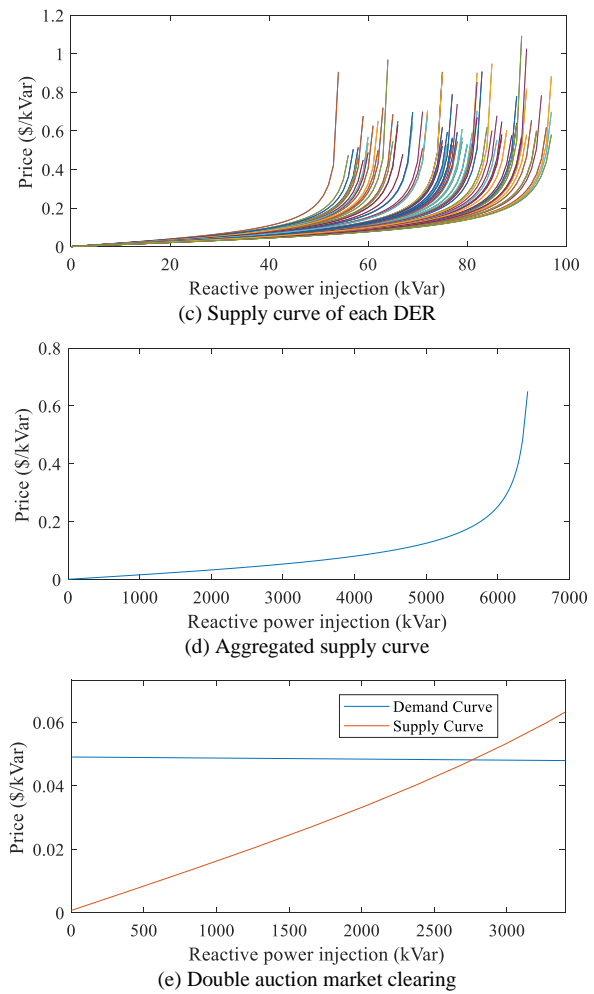 1.2
1
0.8
0.6
0.4
0.2
0
Price ($/kVar)
0 20 40 60 80 100
Reactive power injection (kVar)
(c) Supply curve of each DER
0.8
0.6
0.4
0.2
0
Price ($/kVar)
0 1000 2000 3000 4000 5000 6000 7000
Reactive power injection (kVar)
(d) Aggregated supply curve
Demand Curve
Supply Curve
0.06
0.04
0.02
0
Price ($/kVar)
0 500 1000 1500 2000 2500 3000
Reactive power injection (kVar)
(e) Double auction market clearing